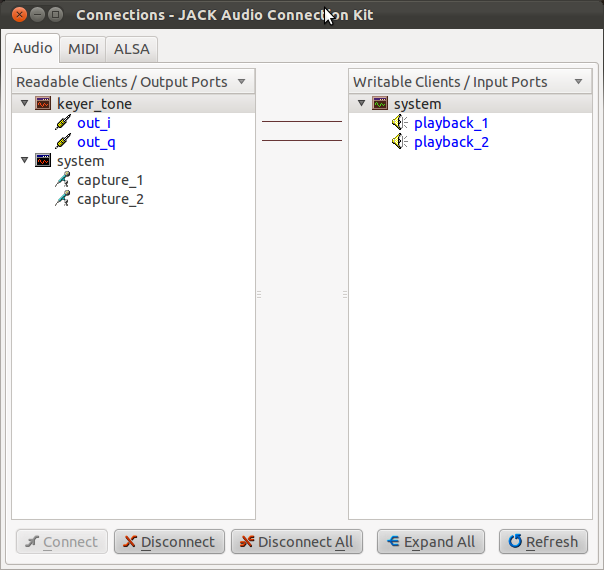 Connections - JACK Audio Connection Kit
Audio MIDI ALSA
Readable Clients / Output Ports Writable Clients / Input Ports
keyer_tone system
out_i playback_1
out_q playback_2
system
capture_1
capture_2
Connect Disconnect Disconnect All Expand All Refresh